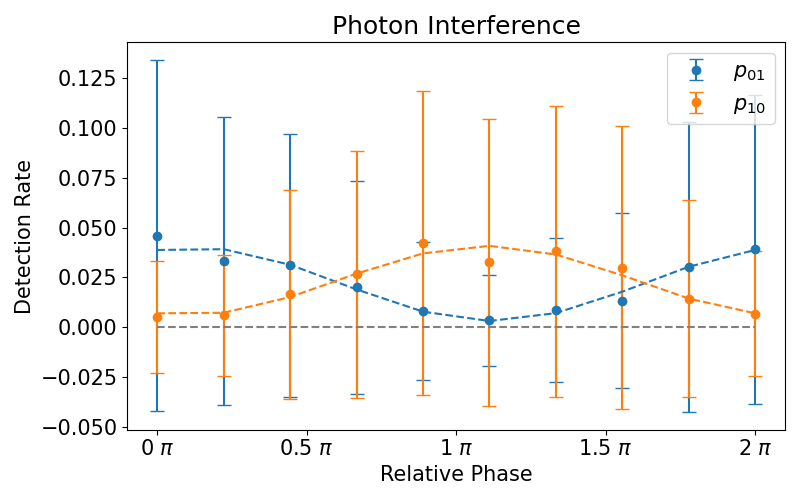 Photon Interference
Detection Rate
0.125
0.100
0.075
0.050
0.025
0.000
−0.025
−0.050
p01
p10
0 π
0.5 π
1 π
1.5 π
2 π
Relative Phase